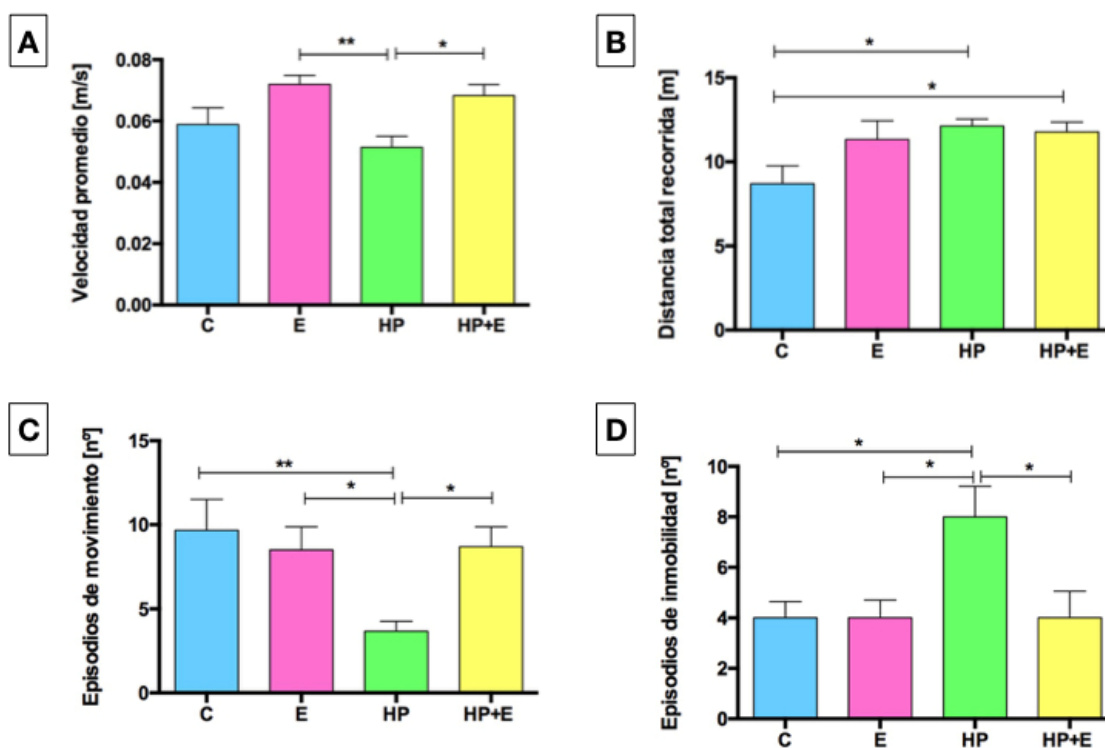 A
Velocidad promedio [m/s]
0.08
0.06
0.04
0.02
0.00
**
*
C E HP HP+E
B
Distancia total recorrida [m]
15
10
5
0
*
*
C E HP HP+E
C
Episodios de movimiento [nº]
15
10
5
0
**
*
*
C E HP HP+E
D
Episodios de inmobilidad [nº]
10
8
6
4
2
0
*
*
*
C E HP HP+E